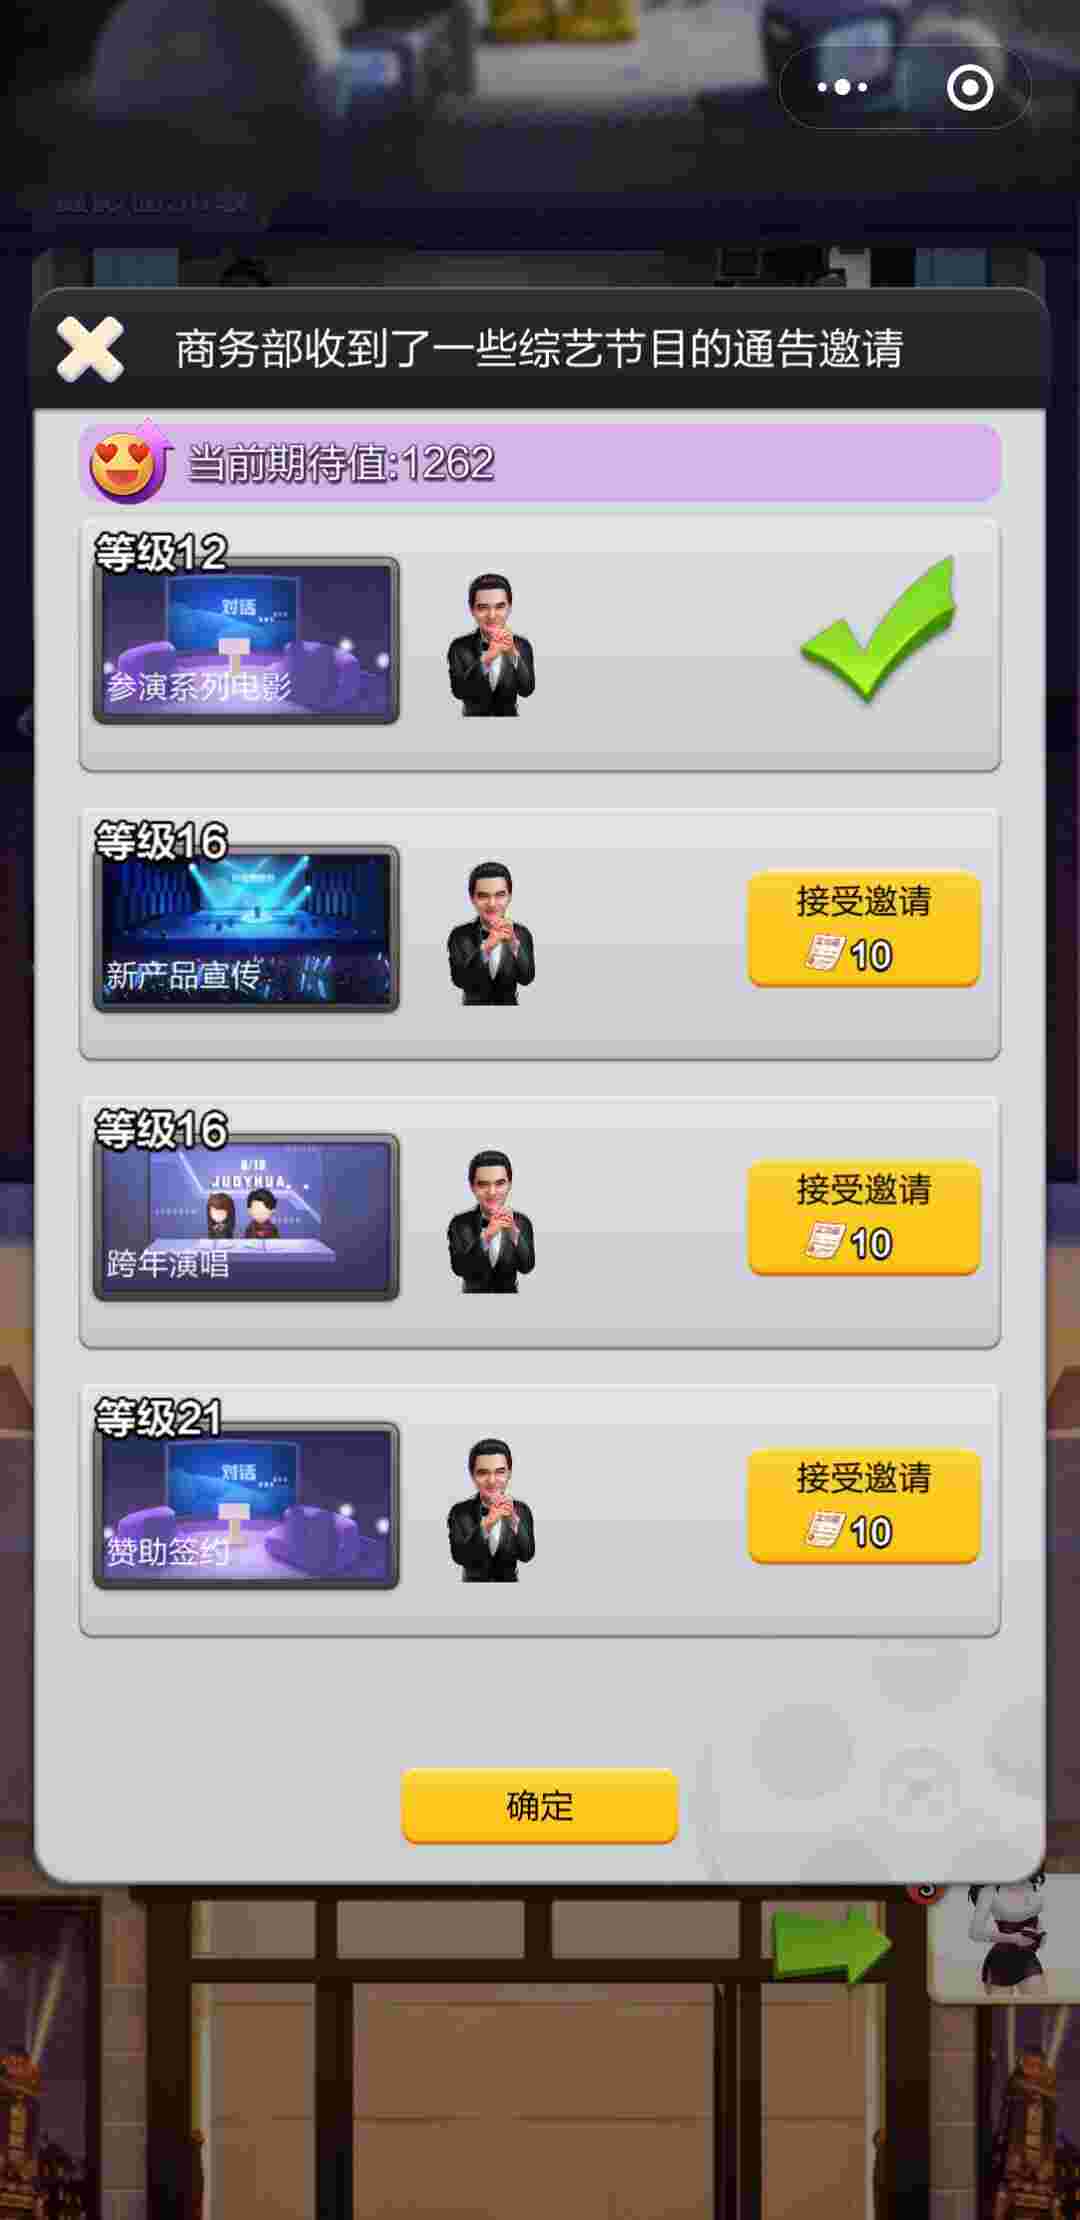 商务部收到了一些综艺节目的通告邀请
当前期待值:1262
等级12
对话
参演系列电影
等级16
新产品宣传
接受邀请
10
等级16
8/18
JUDYHUA
跨年演唱
接受邀请
10
等级21
对话
赞助签约
接受邀请
10
确定